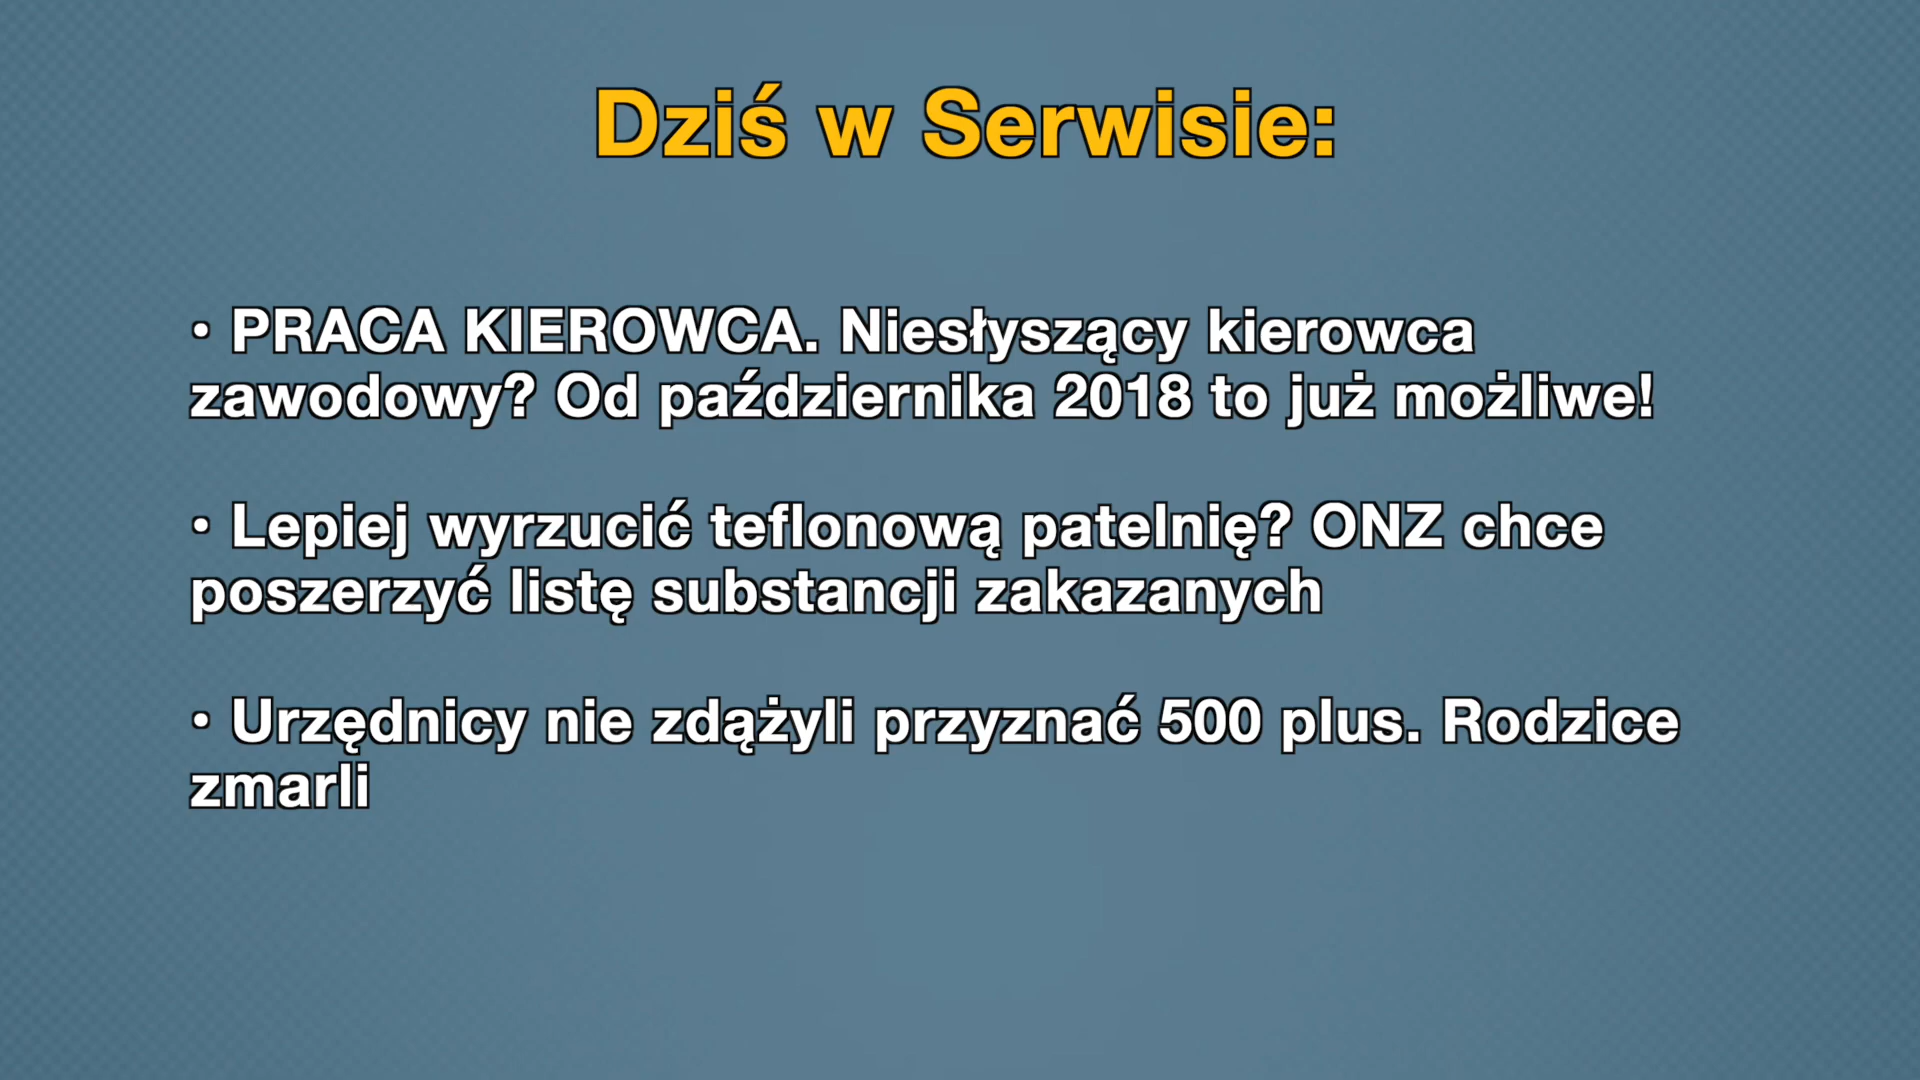 Dziś w Serwisie:
• PRACA KIEROWCA. Niesłyszący kierowca
zawodowy? Od października 2018 to już możliwe!
• Lepiej wyrzucić teflonową patelnię? ONZ chce
poszerzyć listę substancji zakazanych
• Urzędnicy nie zdążyli przyznać 500 plus. Rodzice
zmarli